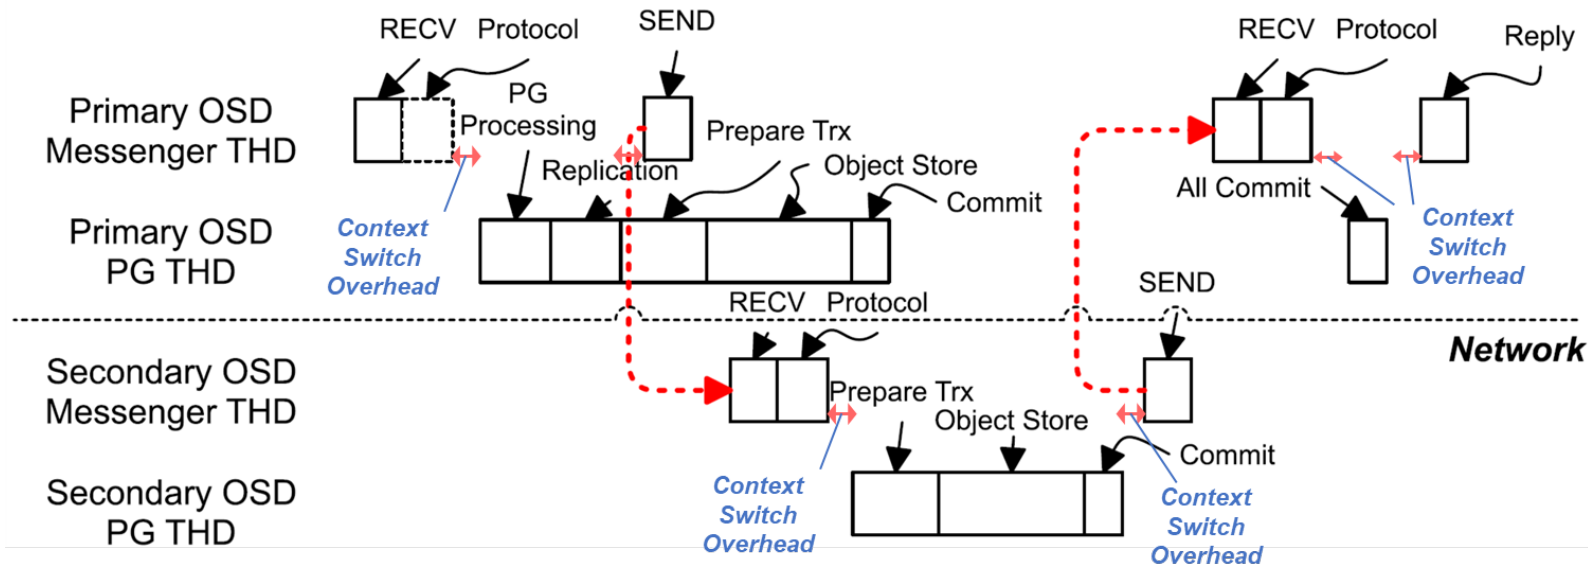 RECV Protocol
SEND
RECV Protocol
Reply
Primary OSD
Messenger THD
PG
Processing
Replication
Prepare Trx
Object Store
Commit
All Commit
Context
Switch
Overhead
Context
Switch
Overhead
Primary OSD
PG THD
RECV Protocol
SEND
Network
Secondary OSD
Messenger THD
Prepare Trx
Object Store
Commit
Context
Switch
Overhead
Context
Switch
Overhead
Secondary OSD
PG THD